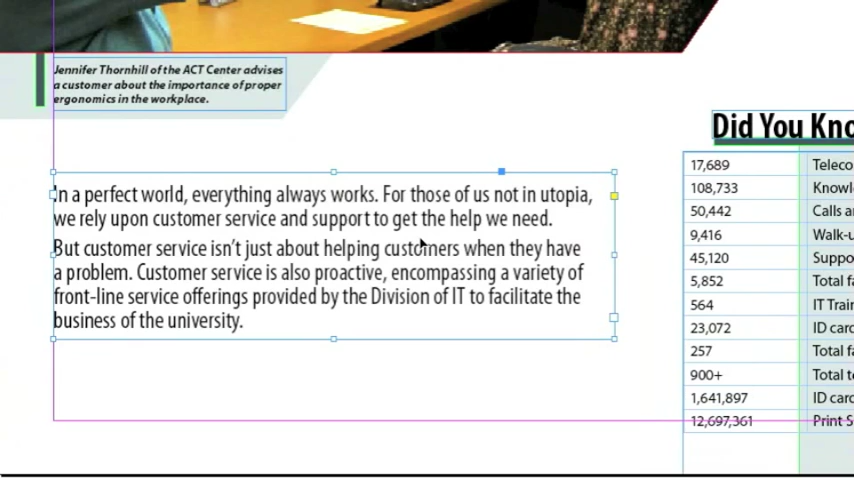 Jennifer Thornhill of the ACT Center advises
a customer about the importance of proper
ergonomics in the workplace.
In a perfect world, everything always works. For those of us not in utopia,
we rely upon customer service and support to get the help we need.
But customer service isn't just about helping customers when they have
a problem. Customer service is also proactive, encompassing a variety of
front-line service offerings provided by the Division of IT to facilitate the
business of the university.
Did You Kno
17,689 Teleco
108,733 Knowl
50,442 Calls a
9,416 Walk-u
45,120 Suppo
5,852 Total fa
564 IT Train
23,072 ID card
257 Total fa
900+ Total t
1,641,897 ID card
12,697,361 Print S